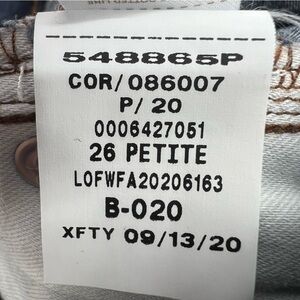 548865P
COR/086007
P/20
0006427051
26 PETITE
LOFWFA20206163
B-020
XFTY 09/13/20